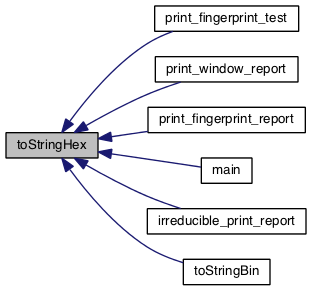 print_fingerprint_test
print_window_report
print_fingerprint_report
toStringHex
main
irreducible_print_report
toStringBin